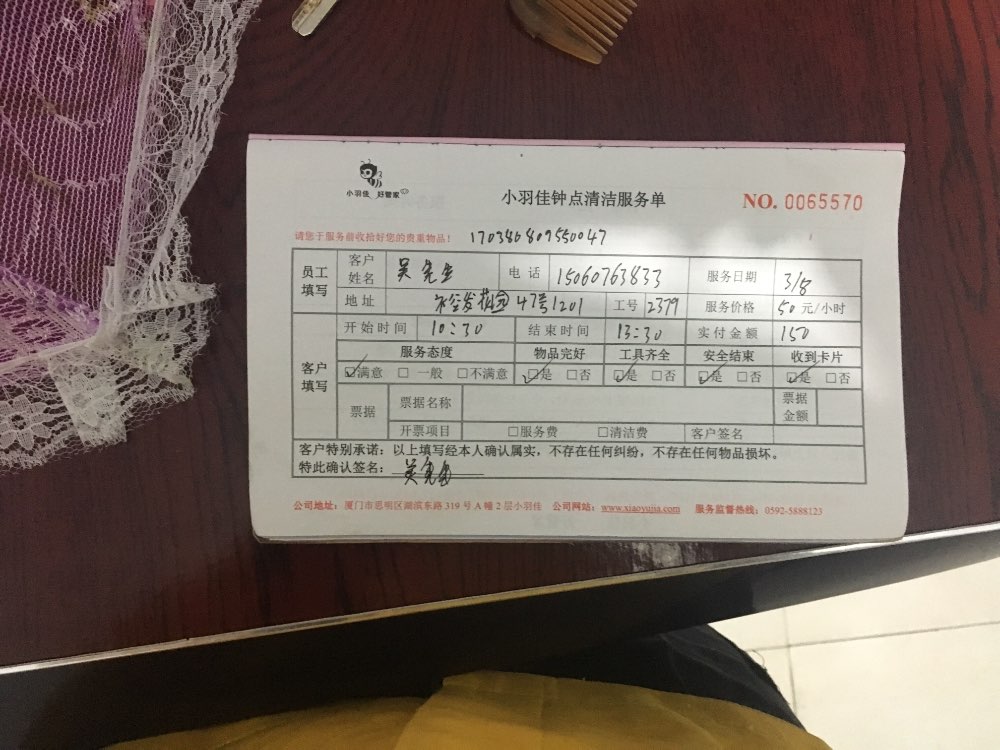 小羽佳 好管家
小羽佳钟点清洁服务单
NO. 0065570
请您于服务前收拾好您的贵重物品!
员工填写 客户姓名 吴先生 电话 15060763833 服务日期 3/8
地址 47号1201 工号 2379 服务价格 50 元/小时
客户填写 开始时间 10:30 结束时间 13:30 实付金额 150
服务态度 物品完好 工具齐全 安全结束 收到卡片
☑满意 □一般 □不满意 ☑是 □否 ☑是 □否 ☑是 □否 ☑是 □否
票据 票据名称 票据金额
开票项目 □服务费 □清洁费 客户签名
客户特别承诺:以上填写经本人确认属实,不存在任何纠纷,不存在任何物品损坏。
特此确认签名: 吴先生
公司地址:厦门市思明区湖滨东路 319 号 A 幢 2 层小羽佳 公司网站:www.xiaoyujia.com 服务监督热线:0592-5888123